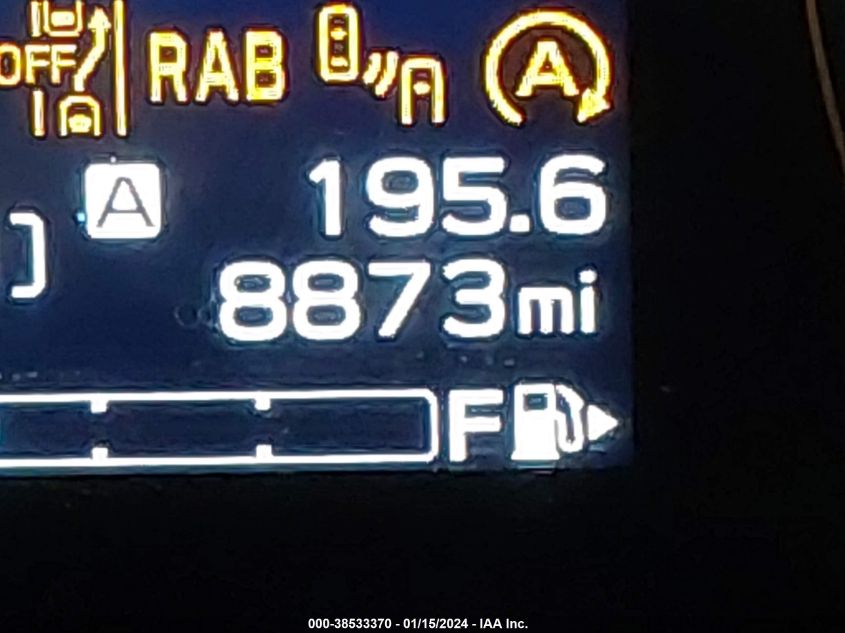 OFF RAB A
A 195.6
8873mi
F
000-38533370 - 01/15/2024 - IAA Inc.